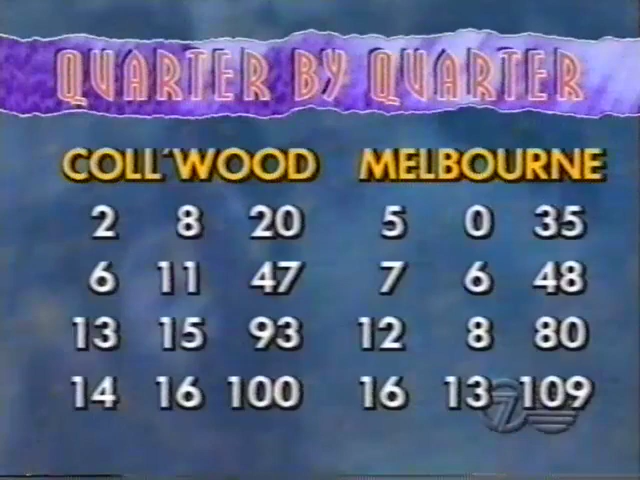 QUARTER BY QUARTER
COLL'WOOD MELBOURNE
2 8 20 5 0 35
6 11 47 7 6 48
13 15 93 12 8 80
14 16 100 16 13 109
7